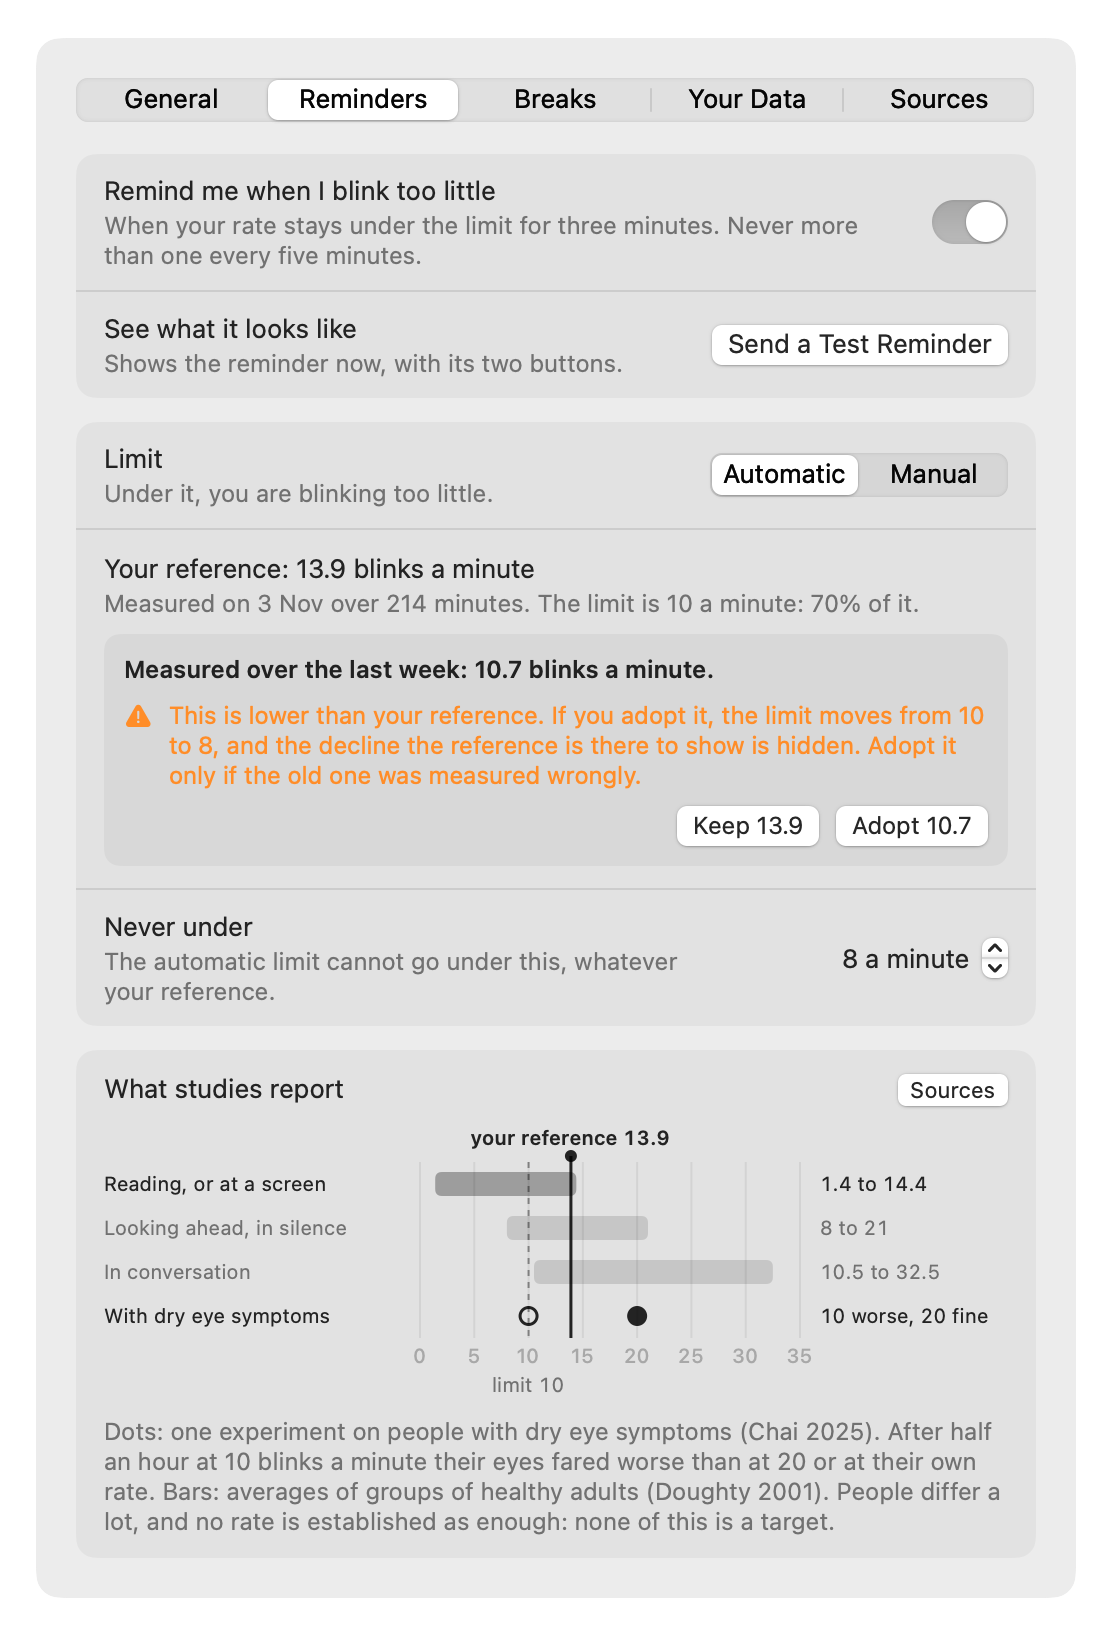 General
Reminders
Breaks
Your Data
Sources
Remind me when I blink too little
When your rate stays under the limit for three minutes. Never more
than one every five minutes.
See what it looks like
Shows the reminder now, with its two buttons.
Send a Test Reminder
Limit
Under it, you are blinking too little.
Automatic
Manual
Your reference: 13.9 blinks a minute
Measured on 3 Nov over 214 minutes. The limit is 10 a minute: 70% of it.
Measured over the last week: 10.7 blinks a minute.
This is lower than your reference. If you adopt it, the limit moves from 10
to 8, and the decline the reference is there to show is hidden. Adopt it
only if the old one was measured wrongly.
Keep 13.9
Adopt 10.7
Never under
The automatic limit cannot go under this, whatever
your reference.
8 a minute
What studies report
Sources
your reference 13.9
Reading, or at a screen
1.4 to 14.4
Looking ahead, in silence
8 to 21
In conversation
10.5 to 32.5
With dry eye symptoms
10 worse, 20 fine
0 5 10 15 20 25 30 35
limit 10
Dots: one experiment on people with dry eye symptoms (Chai 2025). After half
an hour at 10 blinks a minute their eyes fared worse than at 20 or at their own
rate. Bars: averages of groups of healthy adults (Doughty 2001). People differ a
lot, and no rate is established as enough: none of this is a target.